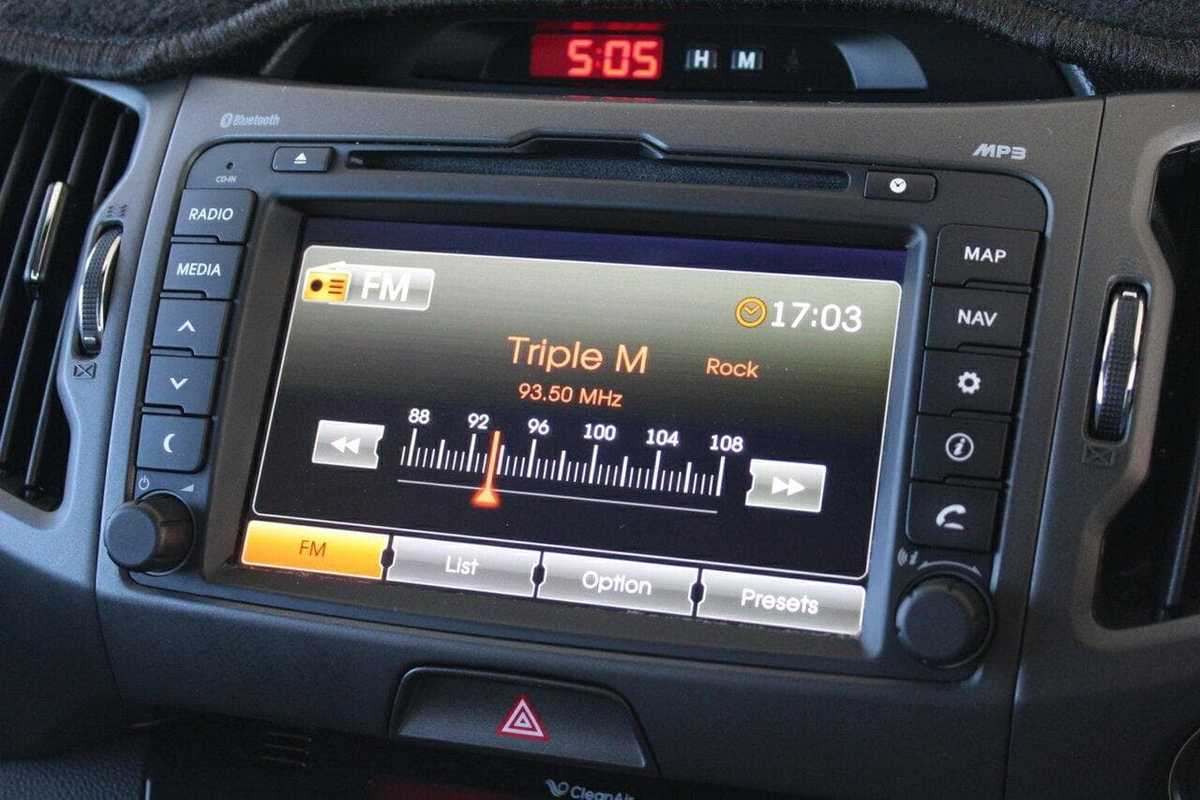 5:05 H M
Bluetooth
MP3
CD-IN
RADIO
MEDIA
MAP
NAV
FM
17:03
Triple M
Rock
93.50 MHz
88 92 96 100 104 108
FM List Option Presets
CleanAir